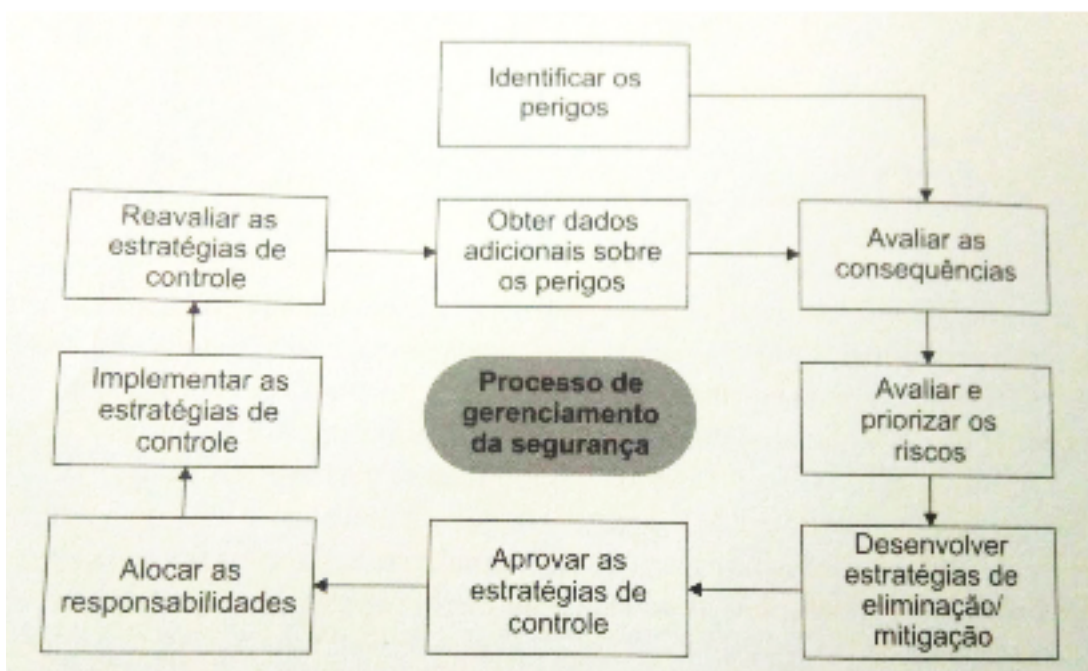 Identificar os
perigos
Reavaliar as
estratégias de
controle
Obter dados
adicionais sobre
os perigos
Avaliar as
consequências
Implementar as
estratégias de
controle
Processo de
gerenciamento
da segurança
Avaliar e
priorizar os
riscos
Alocar as
responsabilidades
Aprovar as
estratégias de
controle
Desenvolver
estratégias de
eliminação/
mitigação